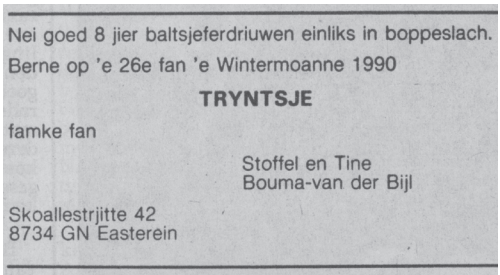 Nei goed 8 jier baltsjeferdriuwen einliks in boppeslach.
Berne op 'e 26e fan 'e Wintermoanne 1990
TRYNTSJE
famke fan
Stoffel en Tine
Bouma-van der Bijl
Skoallestrjitte 42
8734 GN Easterein